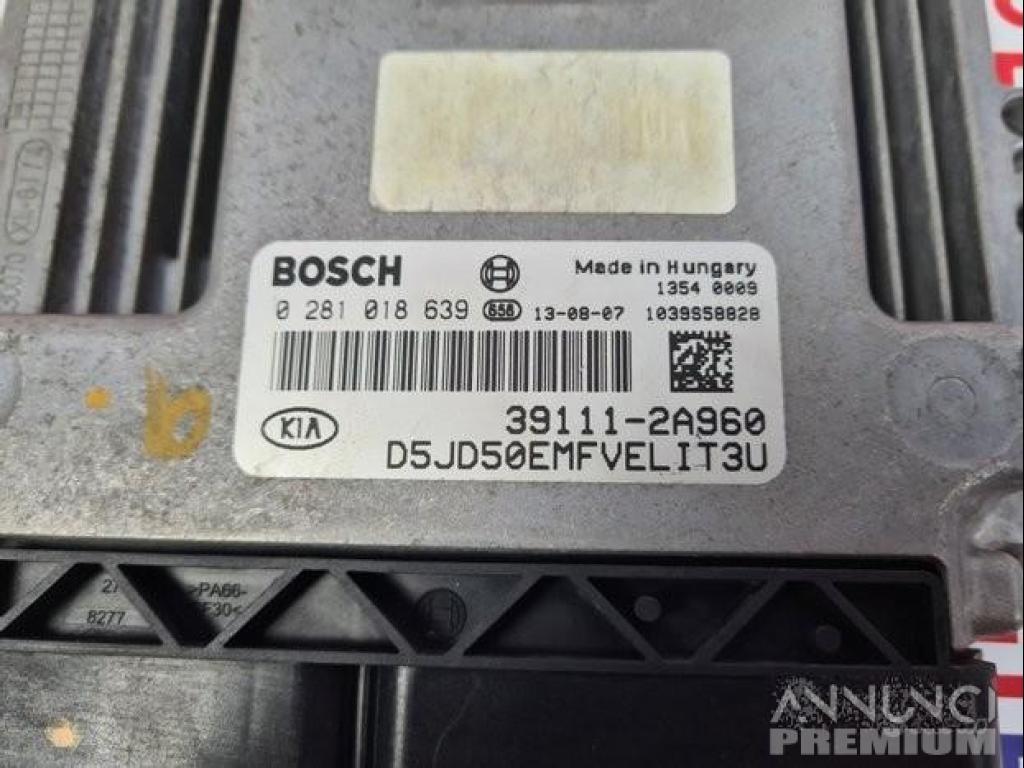 BOSCH
Made in Hungary
1354 0009
0 281 018 639 656 13-08-07 1039S58828
KIA
39111-2A960
D5JD50EMFVELIT3U
>PA66-
8277
ANNUNCI
PREMIUM